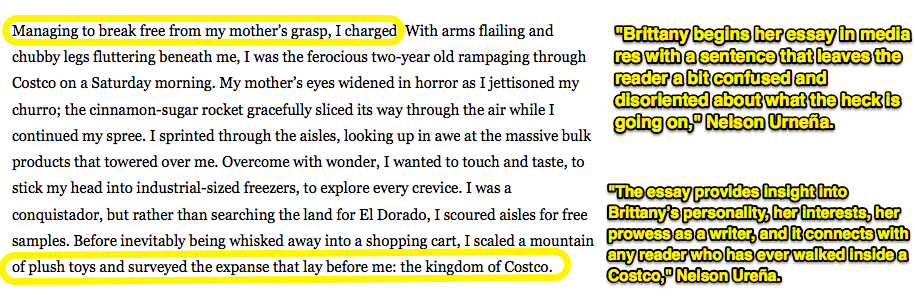 Managing to break free from my mother’s grasp, I charged. With arms flailing and
chubby legs fluttering beneath me, I was the ferocious two-year old rampaging through
Costco on a Saturday morning. My mother’s eyes widened in horror as I jettisoned my
churro; the cinnamon-sugar rocket gracefully sliced its way through the air while I
continued my spree. I sprinted through the aisles, looking up in awe at the massive bulk
products that towered over me. Overcome with wonder, I wanted to touch and taste, to
stick my head into industrial-sized freezers, to explore every crevice. I was a
conquistador, but rather than searching the land for El Dorado, I scoured aisles for free
samples. Before inevitably being whisked away into a shopping cart, I scaled a mountain
of plush toys and surveyed the expanse that lay before me: the kingdom of Costco.
"Brittany begins her essay in media
res with a sentence that leaves the
reader a bit confused and
disoriented about what the heck is
going on," Nelson Urneña.
"The essay provides insight into
Brittany’s personality, her interests, her
prowess as a writer, and it connects with
any reader who has ever walked inside a
Costco," Nelson Ureña.